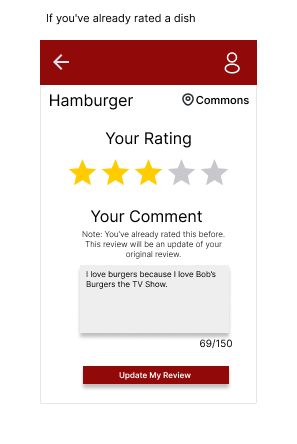 If you've already rated a dish
Hamburger
Commons
Your Rating
Your Comment
Note: You've already rated this before.
This review will be an update of your
original review.
I love burgers because I love Bob's
Burgers the TV Show.
69/150
Update My Review